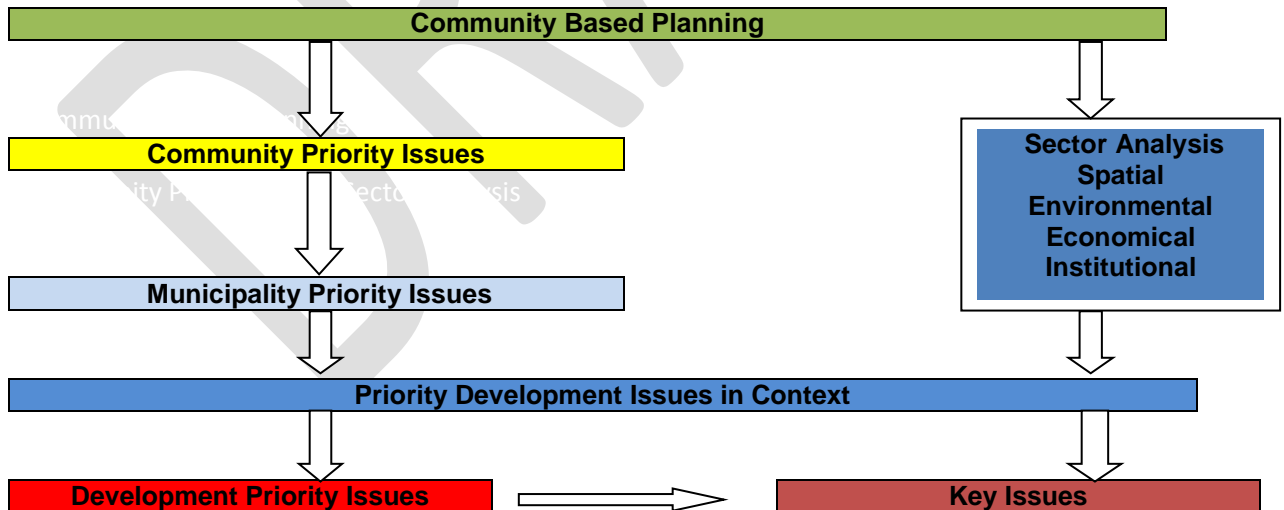 Community Based Planning
Community Priority Issues
Sector Analysis
Spatial
Environmental
Economical
Institutional
Municipality Priority Issues
Priority Development Issues in Context
Development Priority Issues
Key Issues